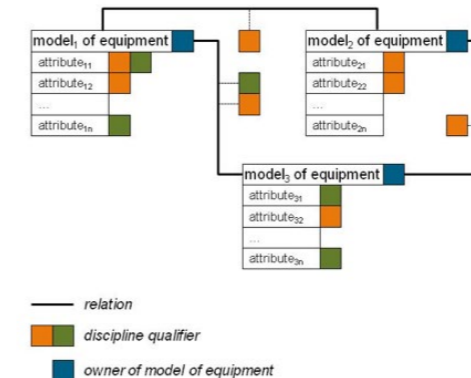 model₁ of equipment
attribute₁₁
attribute₁₂
...
attribute₁ₙ
model₂ of equipment
attribute₂₁
attribute₂₂
...
attribute₂ₙ
model₃ of equipment
attribute₃₁
attribute₃₂
...
attribute₃ₙ
relation
discipline qualifier
owner of model of equipment